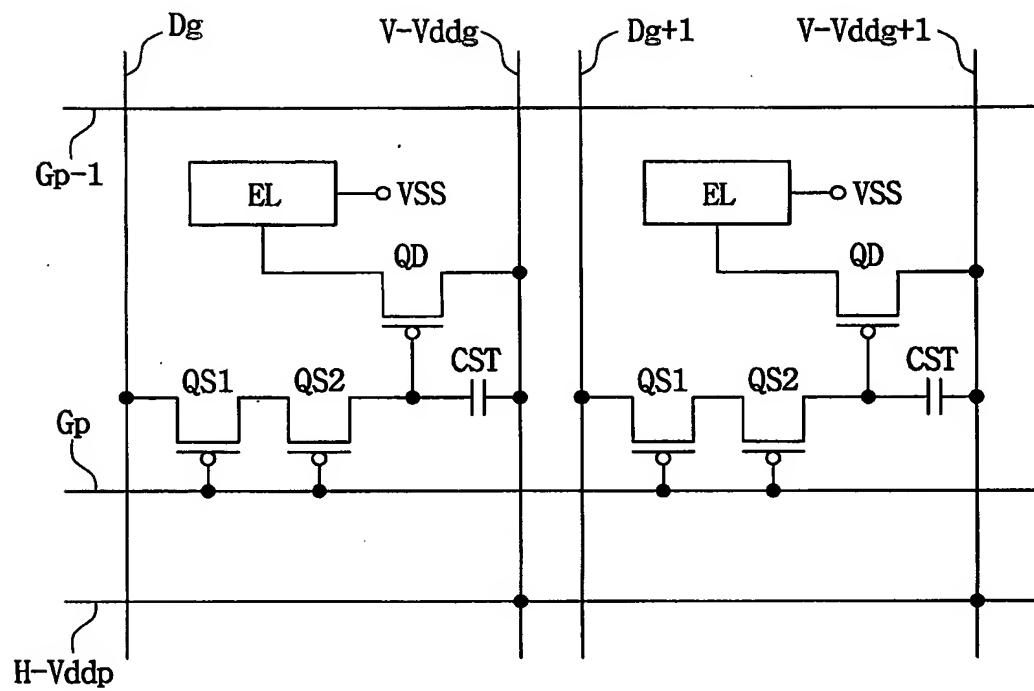 Dg
V-Vddg
Dg+1
V-Vddg+1
Gp-1
EL
VSS
EL
VSS
QD
QD
CST
CST
QS1
QS2
QS1
QS2
Gp
H-Vddp